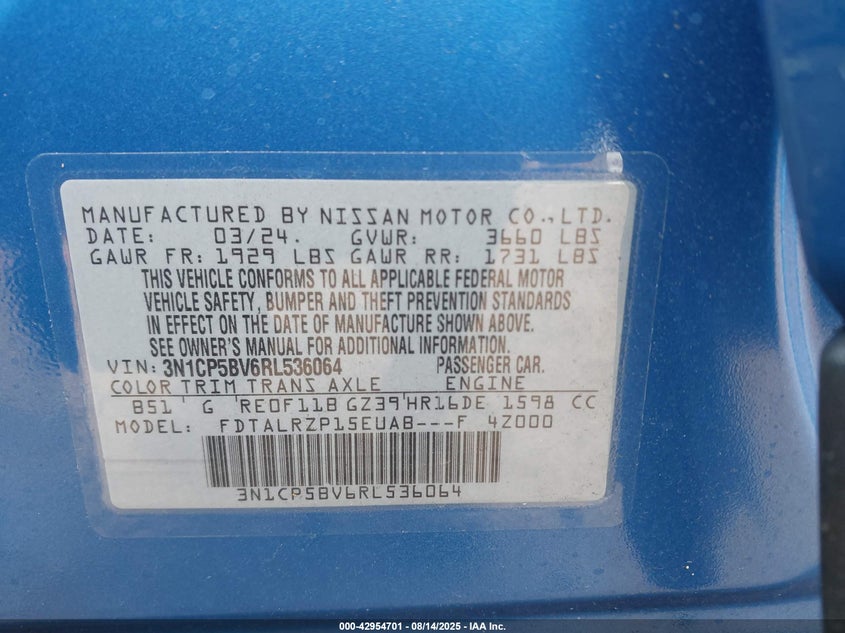 MANUFACTURED BY NISSAN MOTOR CO., LTD.
DATE: 03/24. GVWR: 3660 LBS
GAWR FR: 1929 LBS GAWR RR: 1731 LBS
THIS VEHICLE CONFORMS TO ALL APPLICABLE FEDERAL MOTOR
VEHICLE SAFETY, BUMPER AND THEFT PREVENTION STANDARDS
IN EFFECT ON THE DATE OF MANUFACTURE SHOWN ABOVE.
SEE OWNER'S MANUAL FOR ADDITIONAL INFORMATION.
VIN: 3N1CP5BV6RL536064 PASSENGER CAR.
COLOR TRIM TRANS AXLE ENGINE
B51 G RE0F11B GZ39 HR16DE 1598 CC
MODEL: FDTALRZP15EUAB---F 4Z000
3N1CP5BV6RL536064
000-42954701 - 08/14/2025 - IAA Inc.